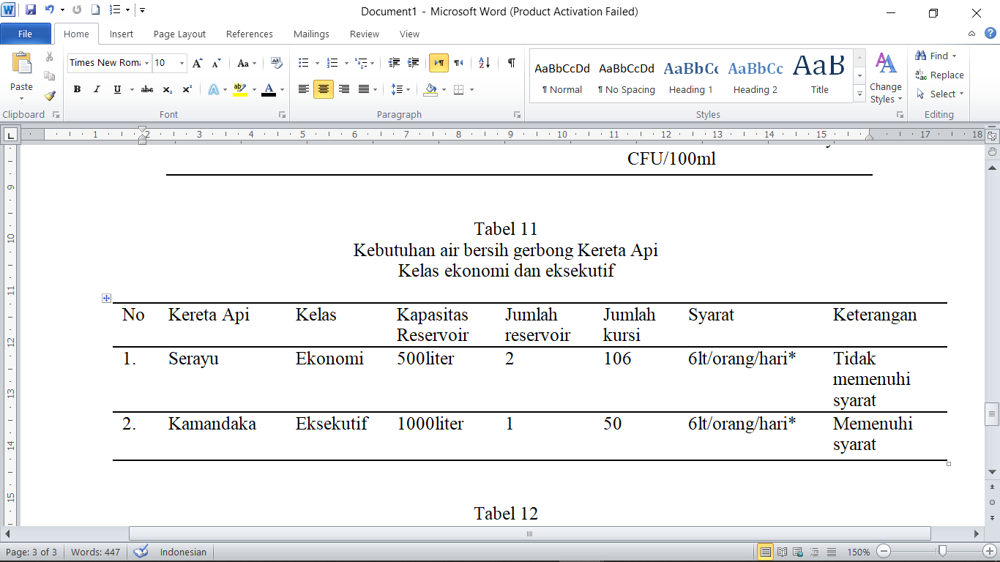 Document1 - Microsoft Word (Product Activation Failed)
File Home Insert Page Layout References Mailings Review View
Times New Roma 10 Aa
Paste
B I U abc x₂ x² A ab A
AaBbCcDd AaBbCcDd AaBbCc AaBbCc AaB
¶ Normal ¶ No Spacing Heading 1 Heading 2 Title
Change
Styles
Find
Replace
Select
Clipboard Font Paragraph Styles Editing
1 2 3 4 5 6 7 8 9 10 11 12 13 14 15 17 18
9
10
11
12
13
14
15
CFU/100ml
Tabel 11
Kebutuhan air bersih gerbong Kereta Api
Kelas ekonomi dan eksekutif
No Kereta Api Kelas Kapasitas Jumlah Jumlah Syarat Keterangan
Reservoir reservoir kursi
1. Serayu Ekonomi 500liter 2 106 6lt/orang/hari* Tidak
memenuhi
syarat
2. Kamandaka Eksekutif 1000liter 1 50 6lt/orang/hari* Memenuhi
syarat
Tabel 12
Page: 3 of 3 Words: 447 Indonesian 150%